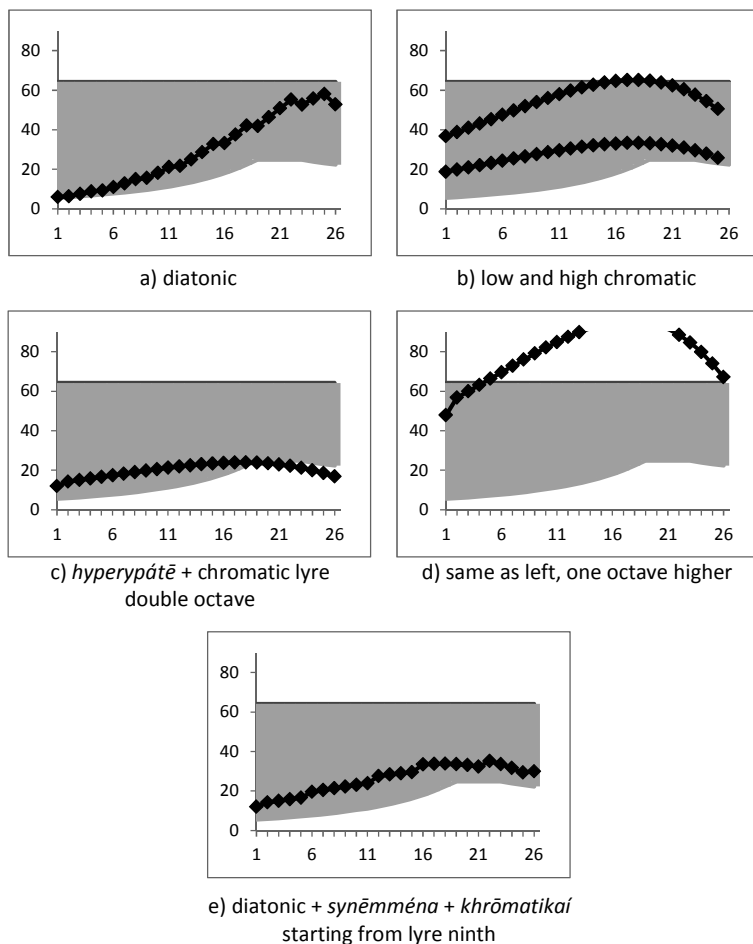 80
60
40
20
0
1 6 11 16 21 26
a) diatonic
80
60
40
20
0
1 6 11 16 21 26
b) low and high chromatic
80
60
40
20
0
1 6 11 16 21 26
c) hyperypátē + chromatic lyre
double octave
80
60
40
20
0
1 6 11 16 21 26
d) same as left, one octave higher
80
60
40
20
0
1 6 11 16 21 26
e) diatonic + synēmména + khrōmatikaí
starting from lyre ninth